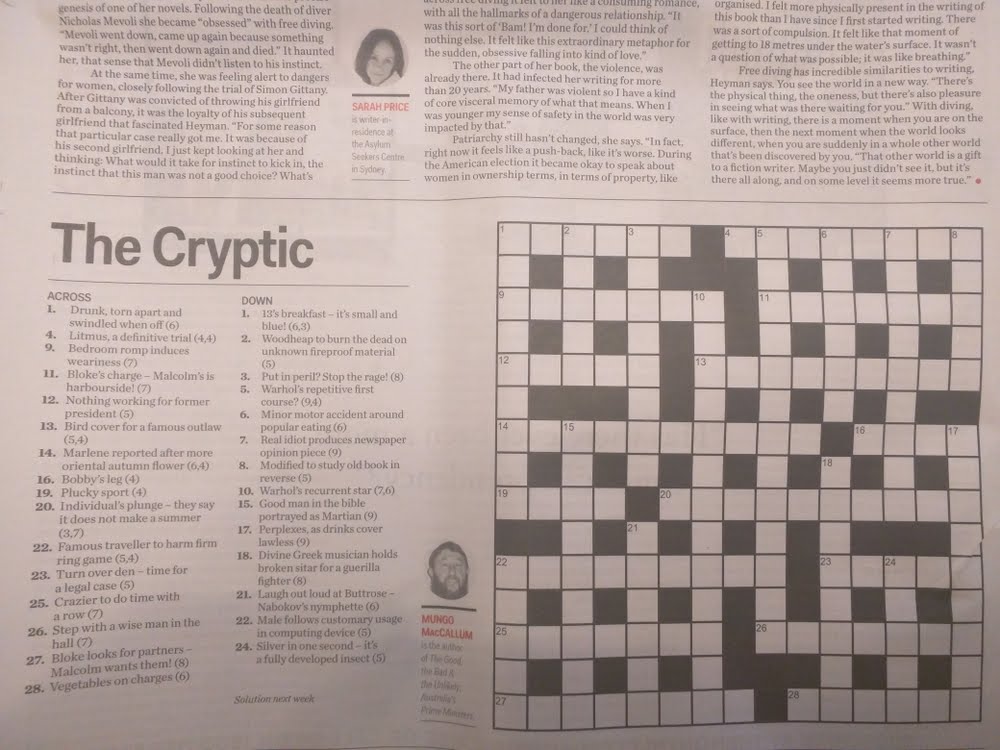 genesis of one of her novels. Following the death of diver
Nicholas Mevoli she became "obsessed" with free diving.
"Mevoli went down, came up again because something
wasn't right, then went down again and died." It haunted
her, that sense that Mevoli didn't listen to his instinct.
At the same time, she was feeling alert to dangers
for women, closely following the trial of Simon Gittany.
After Gittany was convicted of throwing his girlfriend
from a balcony, it was the loyalty of his subsequent
girlfriend that fascinated Heyman. "For some reason
that particular case really got me. It was because of
his second girlfriend. I just kept looking at her and
thinking: What would it take for instinct to kick in, the
instinct that this man was not a good choice? What's
SARAH PRICE
is writer-in-
residence at
the Asylum
Seekers Centre
in Sydney.
across free diving it felt to her like a consuming romance,
with all the hallmarks of a dangerous relationship. "It
was this sort of 'Bam! I'm done for.' I could think of
nothing else. It felt like this extraordinary metaphor for
the sudden, obsessive falling into kind of love."
The other part of her book, the violence, was
already there. It had infected her writing for more
than 20 years. "My father was violent so I have a kind
of core visceral memory of what that means. When I
was younger my sense of safety in the world was very
impacted by that."
Patriarchy still hasn't changed, she says. "In fact,
right now it feels like a push-back, like it's worse. During
the American election it became okay to speak about
women in ownership terms, in terms of property, like
organised. I felt more physically present in the writing of
this book than I have since I first started writing. There
was a sort of compulsion. It felt like that moment of
getting to 18 metres under the water's surface. It wasn't
a question of what was possible; it was like breathing."
Free diving has incredible similarities to writing,
Heyman says. You see the world in a new way. "There's
the physical thing, the oneness, but there's also pleasure
in seeing what was there waiting for you." With diving,
like with writing, there is a moment when you are on the
surface, then the next moment when the world looks
different, when you are suddenly in a whole other world
that's been discovered by you. "That other world is a gift
to a fiction writer. Maybe you just didn't see it, but it's
there all along, and on some level it seems more true." ●
The Cryptic
ACROSS
1. Drunk, torn apart and
swindled when off (6)
4. Litmus, a definitive trial (4,4)
9. Bedroom romp induces
weariness (7)
11. Bloke's charge – Malcolm's is
harbourside! (7)
12. Nothing working for former
president (5)
13. Bird cover for a famous outlaw
(5,4)
14. Marlene reported after more
oriental autumn flower (6,4)
16. Bobby's leg (4)
19. Plucky sport (4)
20. Individual's plunge – they say
it does not make a summer
(3,7)
22. Famous traveller to harm firm
ring game (5,4)
23. Turn over den – time for
a legal case (5)
25. Crazier to do time with
a row (7)
26. Step with a wise man in the
hall (7)
27. Bloke looks for partners –
Malcolm wants them! (8)
28. Vegetables on charges (6)
DOWN
1. 13's breakfast – it's small and
blue! (6,3)
2. Woodheap to burn the dead on
unknown fireproof material
(5)
3. Put in peril? Stop the rage! (8)
5. Warhol's repetitive first
course? (9,4)
6. Minor motor accident around
popular eating (6)
7. Real idiot produces newspaper
opinion piece (9)
8. Modified to study old book in
reverse (5)
10. Warhol's recurrent star (7,6)
15. Good man in the bible
portrayed as Martian (9)
17. Perplexes, as drinks cover
lawless (9)
18. Divine Greek musician holds
broken sitar for a guerilla
fighter (8)
21. Laugh out loud at Buttrose –
Nabokov's nymphette (6)
22. Male follows customary usage
in computing device (5)
24. Silver in one second – it's
a fully developed insect (5)
Solution next week
MUNGO
MACCALLUM
is the author
of The Good,
the Bad &
the Unlikely:
Australia's
Prime Ministers.
1 2 3 4 5 6 7 8
9 10 11
12 13
14 15 16 17
18
19 20
21
22 23 24
25 26
27 28